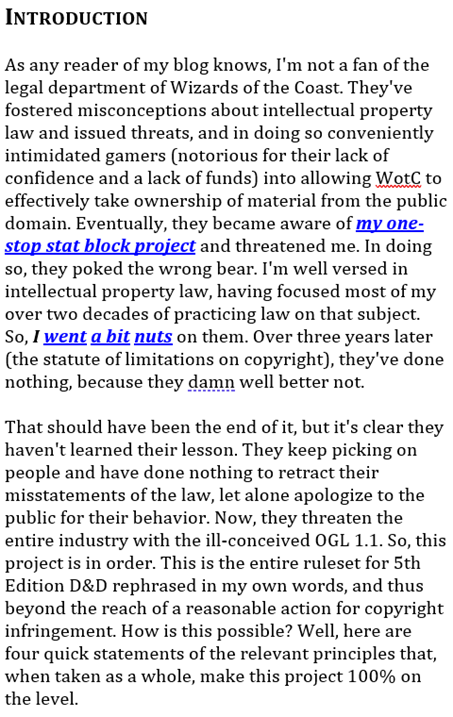 INTRODUCTION
As any reader of my blog knows, I'm not a fan of the
legal department of Wizards of the Coast. They've
fostered misconceptions about intellectual property
law and issued threats, and in doing so conveniently
intimidated gamers (notorious for their lack of
confidence and a lack of funds) into allowing WotC to
effectively take ownership of material from the public
domain. Eventually, they became aware of my one-
stop stat block project and threatened me. In doing
so, they poked the wrong bear. I'm well versed in
intellectual property law, having focused most of my
over two decades of practicing law on that subject.
So, I went a bit nuts on them. Over three years later
(the statute of limitations on copyright), they've done
nothing, because they damn well better not.
That should have been the end of it, but it's clear they
haven't learned their lesson. They keep picking on
people and have done nothing to retract their
misstatements of the law, let alone apologize to the
public for their behavior. Now, they threaten the
entire industry with the ill-conceived OGL 1.1. So, this
project is in order. This is the entire ruleset for 5th
Edition D&D rephrased in my own words, and thus
beyond the reach of a reasonable action for copyright
infringement. How is this possible? Well, here are
four quick statements of the relevant principles that,
when taken as a whole, make this project 100% on
the level.